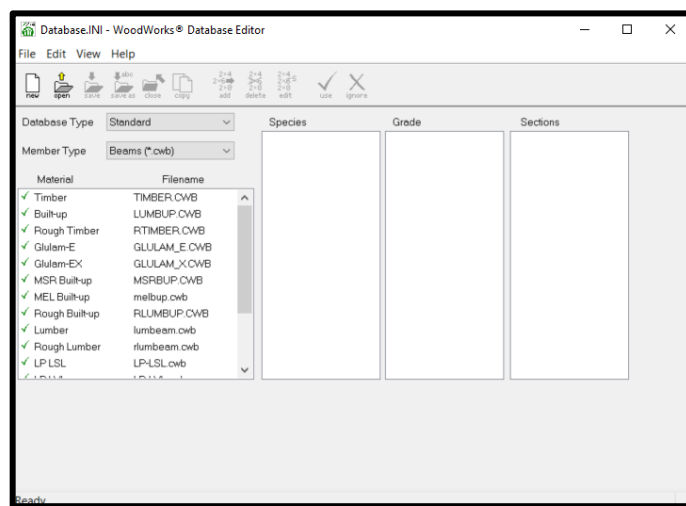 Database.INI - WoodWorks® Database Editor
File Edit View Help
new open save save as close copy add delete edit use ignore
Database Type Standard
Member Type Beams (*.cwb)
Species Grade Sections
Material Filename
Timber TIMBER.CWB
Built-up LUMBUP.CWB
Rough Timber RTIMBER.CWB
Glulam-E GLULAM_E.CWB
Glulam-EX GLULAM_X.CWB
MSR Built-up MSRBUP.CWB
MEL Built-up melbup.cwb
Rough Built-up RLUMBUP.CWB
Lumber lumbeam.cwb
Rough Lumber rlumbeam.cwb
LP LSL LP-LSL.cwb
Ready